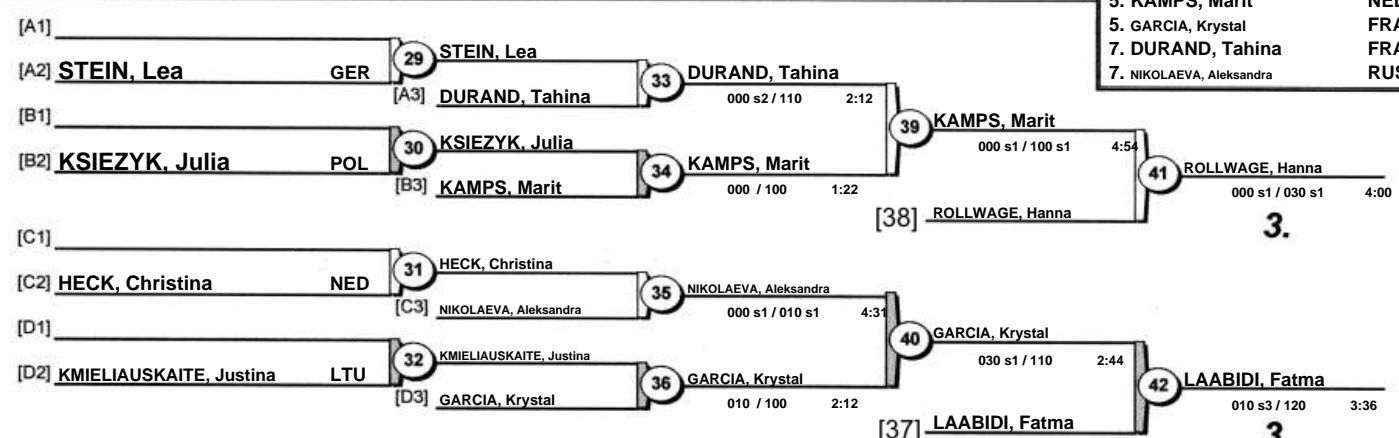 5. KAMPS, Marit NED
5. GARCIA, Krystal FRA
7. DURAND, Tahina FRA
7. NIKOLAEVA, Aleksandra RUS
[A1]
[A2] STEIN, Lea GER
29 STEIN, Lea
[A3] DURAND, Tahina
33 DURAND, Tahina
000 s2 / 110 2:12
[B1]
[B2] KSIEZYK, Julia POL
30 KSIEZYK, Julia
[B3] KAMPS, Marit
34 KAMPS, Marit
000 / 100 1:22
39 KAMPS, Marit
000 s1 / 100 s1 4:54
[38] ROLLWAGE, Hanna
41 ROLLWAGE, Hanna
000 s1 / 030 s1 4:00
3.
[C1]
[C2] HECK, Christina NED
31 HECK, Christina
[C3] NIKOLAEVA, Aleksandra
35 NIKOLAEVA, Aleksandra
000 s1 / 010 s1 4:31
[D1]
[D2] KMIELIAUSKAITE, Justina LTU
32 KMIELIAUSKAITE, Justina
[D3] GARCIA, Krystal
36 GARCIA, Krystal
010 / 100 2:12
40 GARCIA, Krystal
030 s1 / 110 2:44
[37] LAABIDI, Fatma
42 LAABIDI, Fatma
010 s3 / 120 3:36
3.